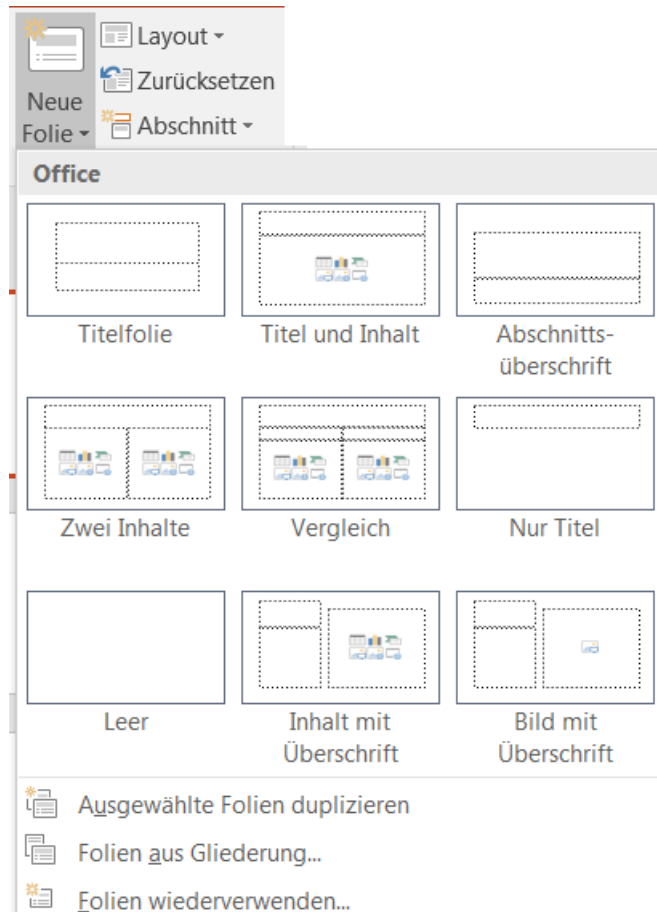 Neue
Folie
Layout
Zurücksetzen
Abschnitt
Office
Titelfolie
Titel und Inhalt
Abschnitts-
überschrift
Zwei Inhalte
Vergleich
Nur Titel
Leer
Inhalt mit
Überschrift
Bild mit
Überschrift
Ausgewählte Folien duplizieren
Folien aus Gliederung...
Folien wiederverwenden...